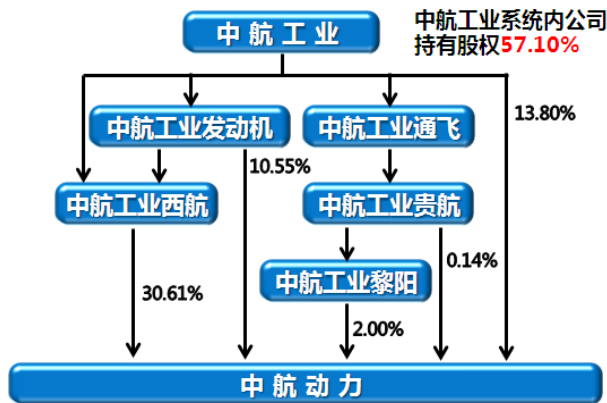 中航工业
中航工业系统内公司
持有股权57.10%
中航工业发动机
中航工业通飞
13.80%
10.55%
中航工业西航
中航工业贵航
0.14%
中航工业黎阳
30.61%
2.00%
中航动力